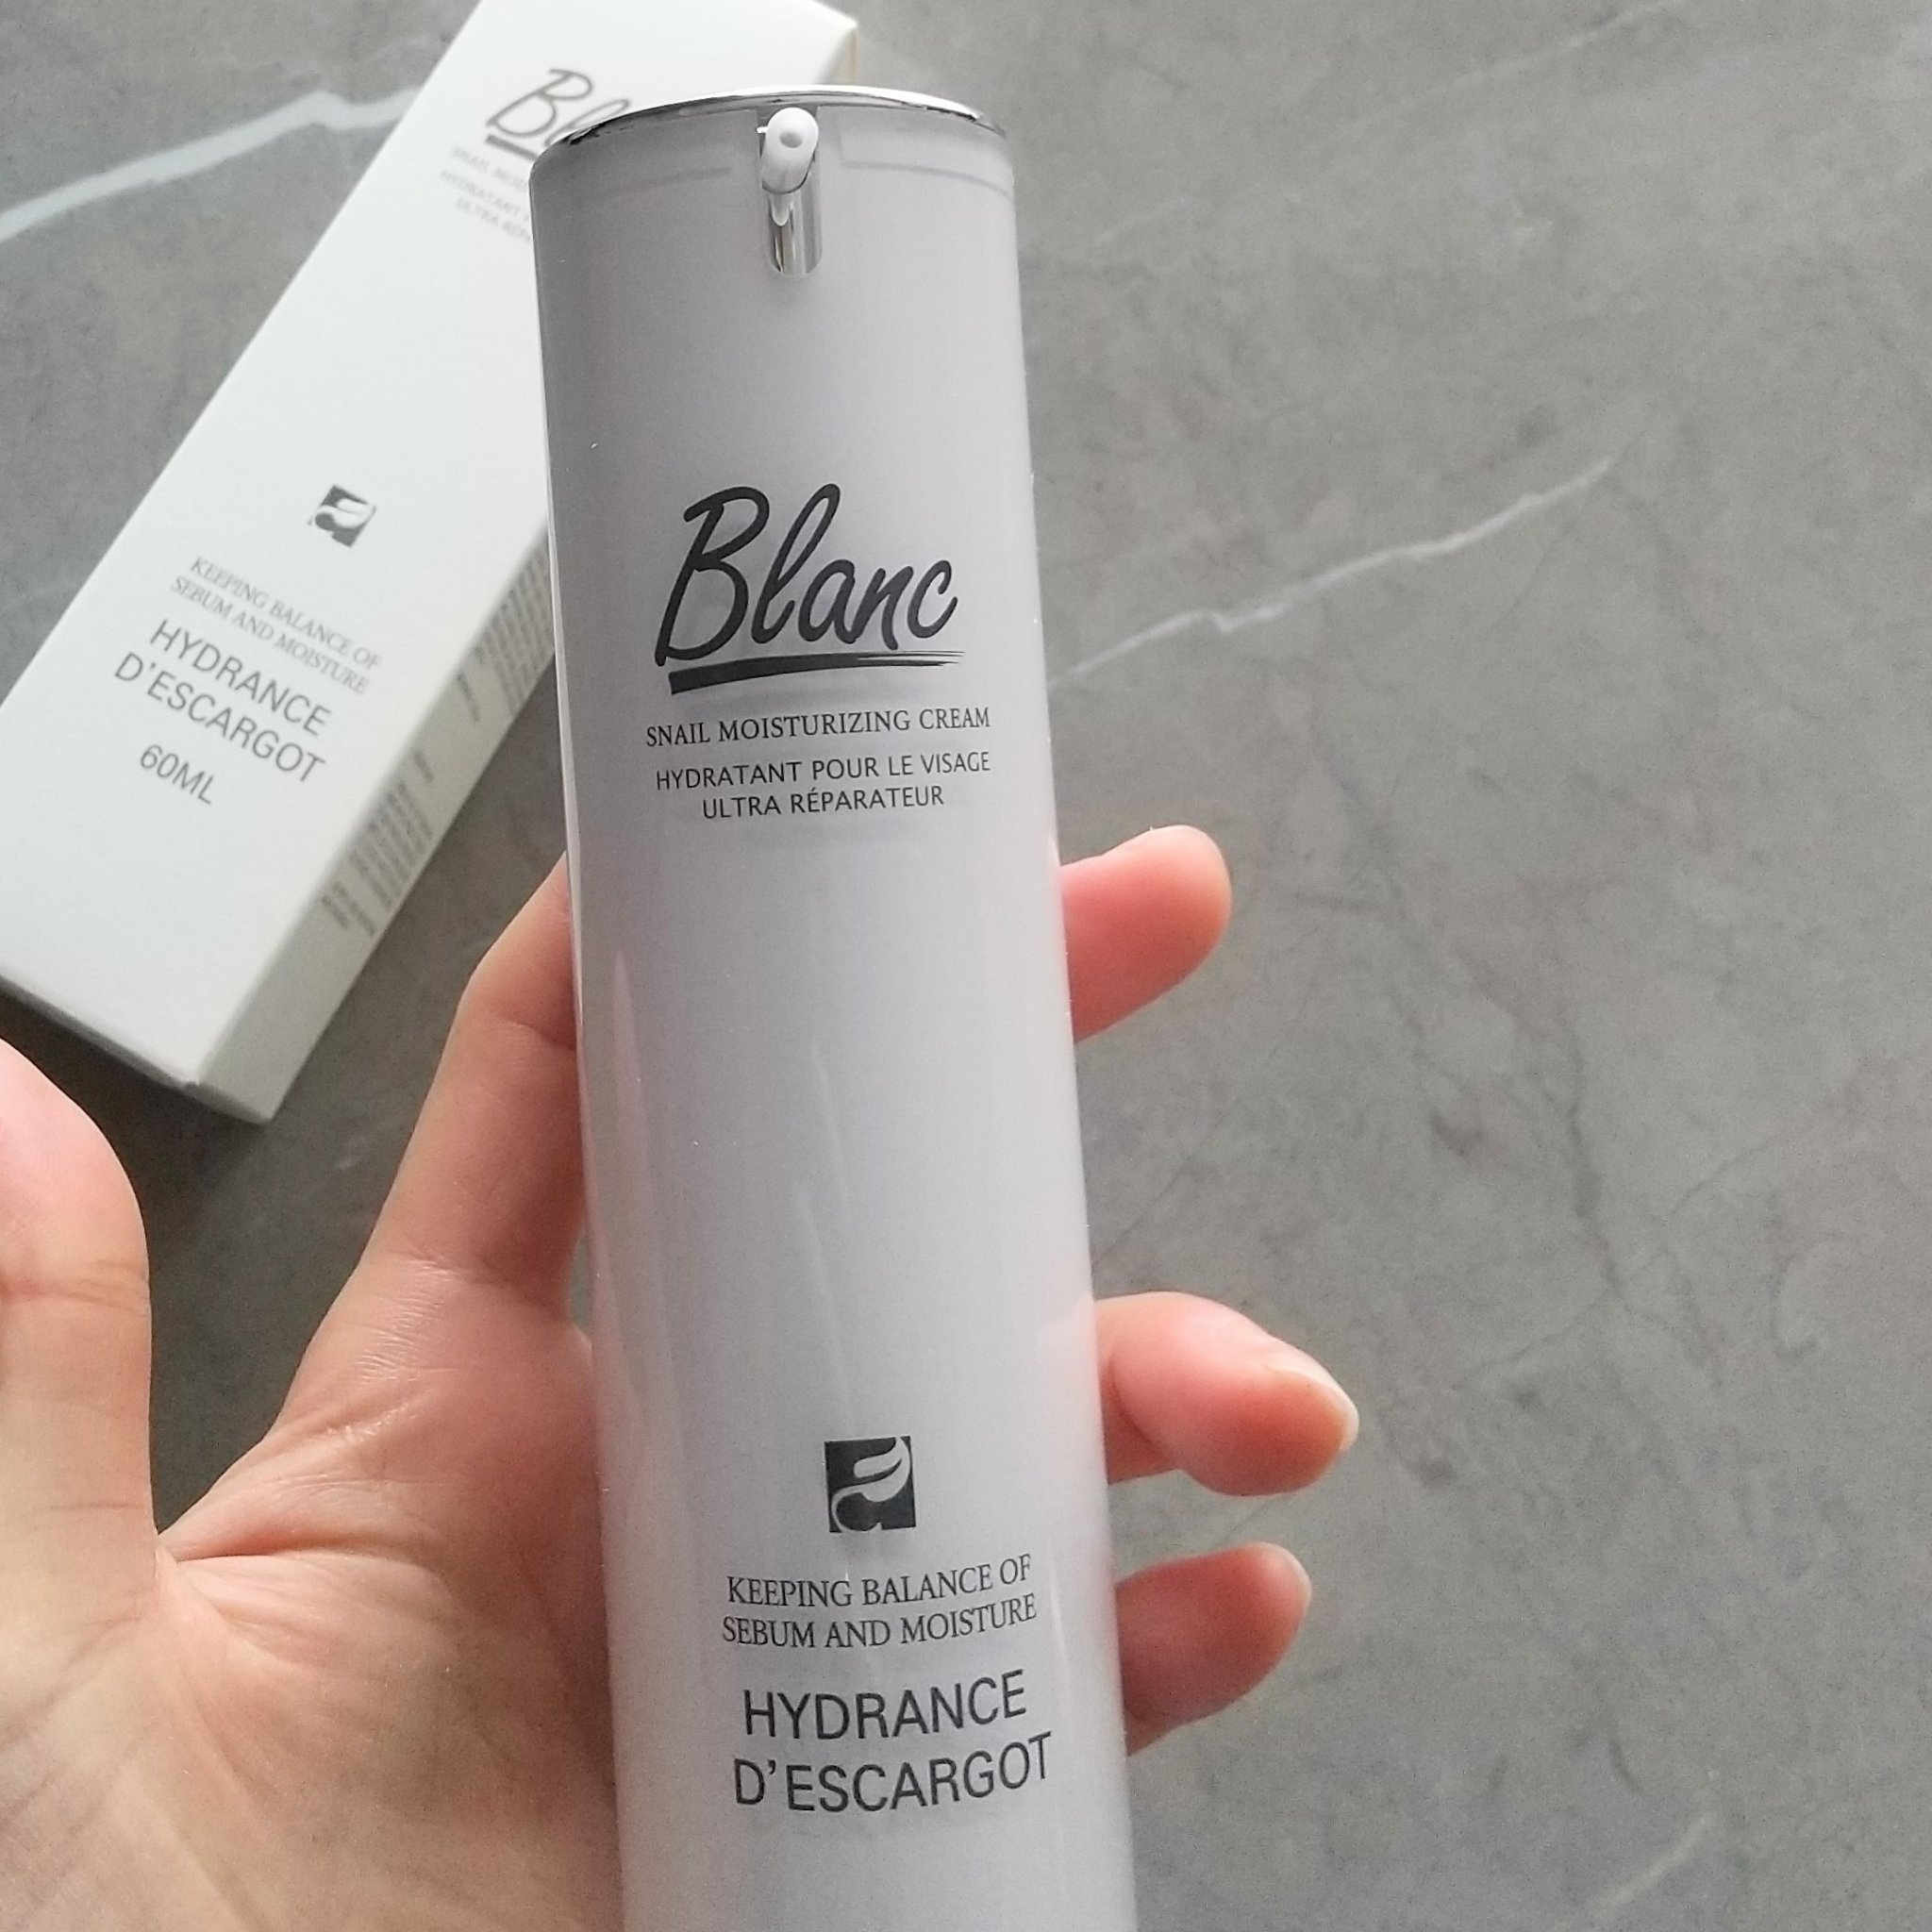 Blanc
SNAIL MOISTURIZING CREAM
HYDRATANT POUR LE VISAGE
ULTRA RÉPARATEUR
KEEPING BALANCE OF
SEBUM AND MOISTURE
HYDRANCE
D'ESCARGOT
KEEPING BALANCE OF
SEBUM AND MOISTURE
HYDRANCE
D'ESCARGOT
60ML